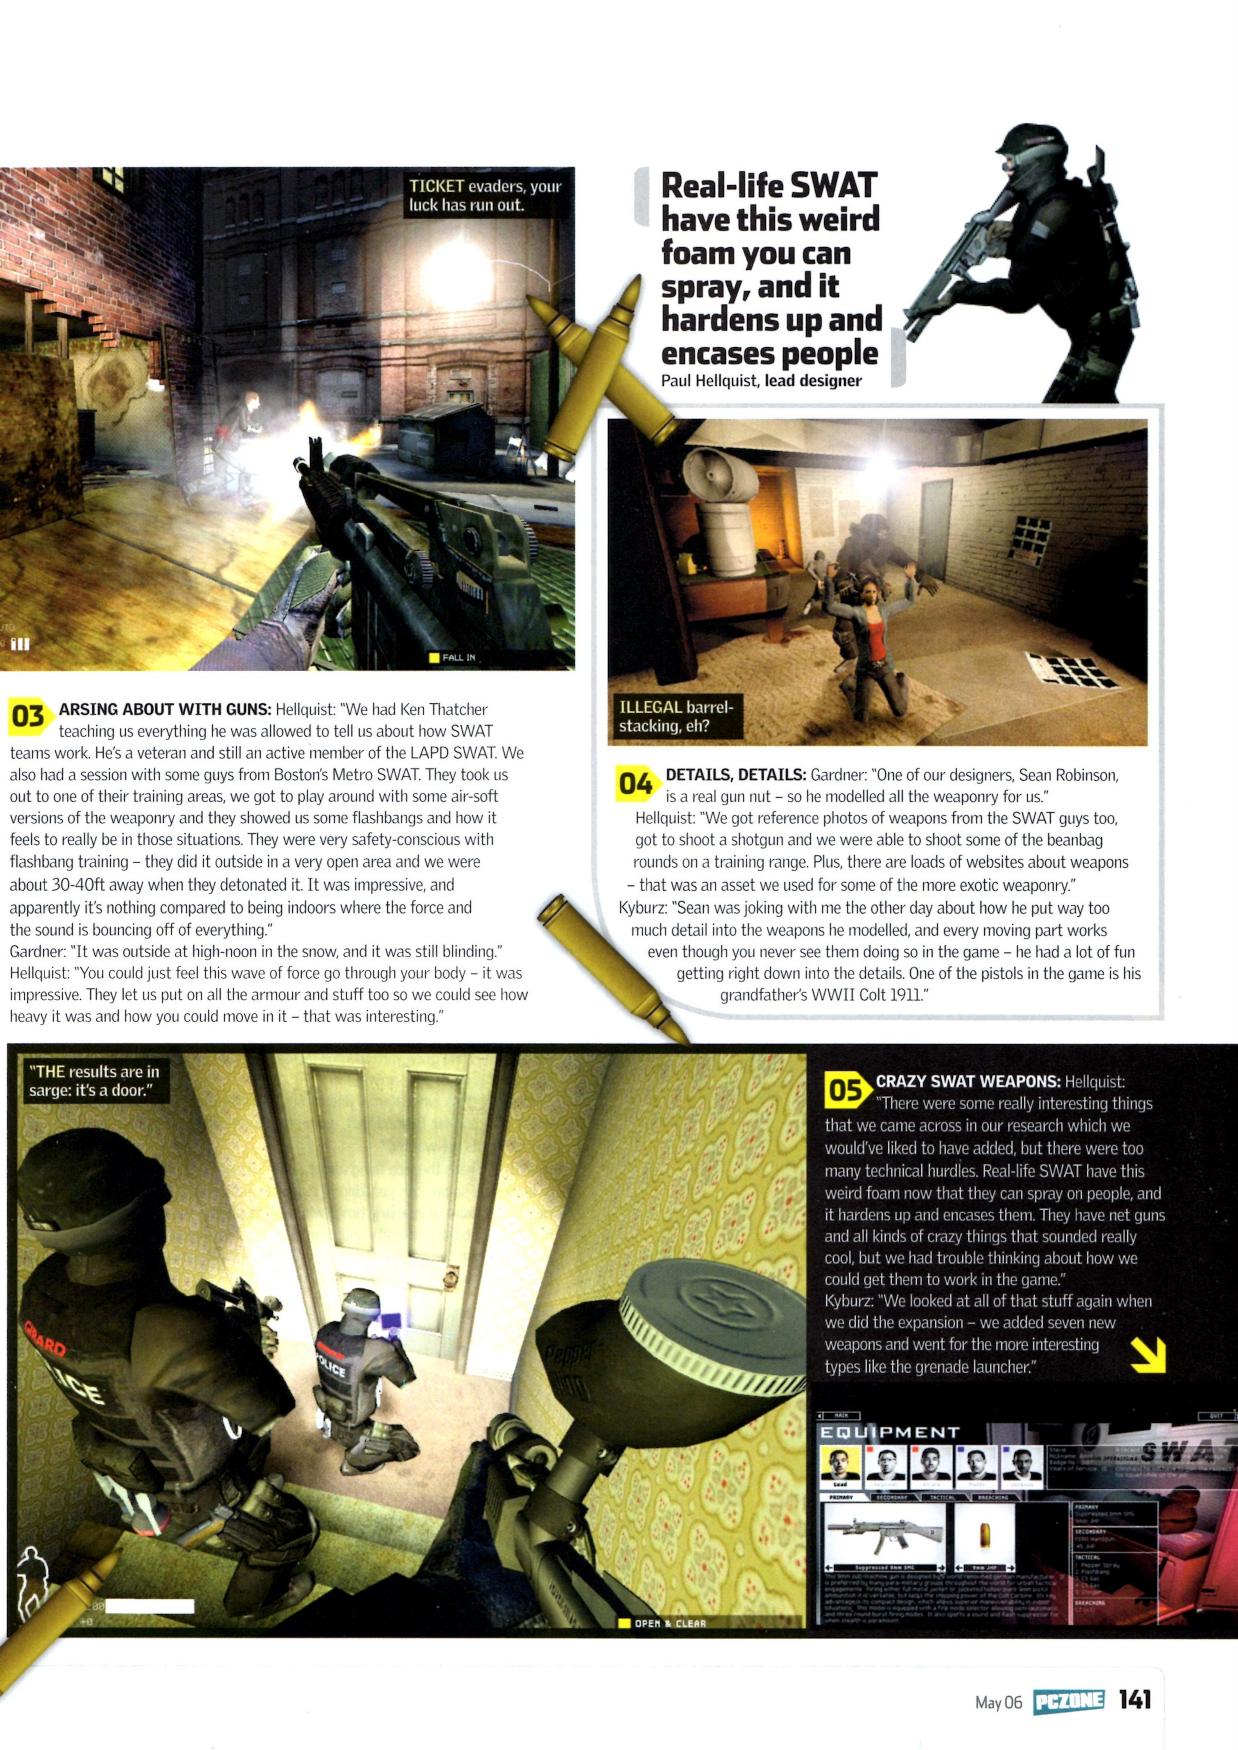 TICKET evaders, your
luck has run out.
FALL IN
Real-life SWAT
have this weird
foam you can
spray, and it
hardens up and
encases people
Paul Hellquist, lead designer
ILLEGAL barrel-
stacking, eh?
03 ARSING ABOUT WITH GUNS: Hellquist: "We had Ken Thatcher
teaching us everything he was allowed to tell us about how SWAT
teams work. He's a veteran and still an active member of the LAPD SWAT. We
also had a session with some guys from Boston's Metro SWAT. They took us
out to one of their training areas, we got to play around with some air-soft
versions of the weaponry and they showed us some flashbangs and how it
feels to really be in those situations. They were very safety-conscious with
flashbang training – they did it outside in a very open area and we were
about 30-40ft away when they detonated it. It was impressive, and
apparently it's nothing compared to being indoors where the force and
the sound is bouncing off of everything."
Gardner: "It was outside at high-noon in the snow, and it was still blinding."
Hellquist: "You could just feel this wave of force go through your body – it was
impressive. They let us put on all the armour and stuff too so we could see how
heavy it was and how you could move in it – that was interesting."
04 DETAILS, DETAILS: Gardner: "One of our designers, Sean Robinson,
is a real gun nut – so he modelled all the weaponry for us."
Hellquist: "We got reference photos of weapons from the SWAT guys too,
got to shoot a shotgun and we were able to shoot some of the beanbag
rounds on a training range. Plus, there are loads of websites about weapons
– that was an asset we used for some of the more exotic weaponry."
Kyburz: "Sean was joking with me the other day about how he put way too
much detail into the weapons he modelled, and every moving part works
even though you never see them doing so in the game – he had a lot of fun
getting right down into the details. One of the pistols in the game is his
grandfather's WWII Colt 1911."
"THE results are in
sarge: it's a door."
POLICE
OPEN & CLEAR
05 CRAZY SWAT WEAPONS: Hellquist:
"There were some really interesting things
that we came across in our research which we
would've liked to have added, but there were too
many technical hurdles. Real-life SWAT have this
weird foam now that they can spray on people, and
it hardens up and encases them. They have net guns
and all kinds of crazy things that sounded really
cool, but we had trouble thinking about how we
could get them to work in the game."
Kyburz: "We looked at all of that stuff again when
we did the expansion – we added seven new
weapons and went for the more interesting
types like the grenade launcher."
MAIN
QUIT
EQUIPMENT
SWAT
Lead
PRIMARY SECONDARY TACTICAL BREACHING
Suppressed 9mm SMG
9mm JHP
PRIMARY
SECONDARY
TACTICAL
BREACHING
May 06 PCZONE 141